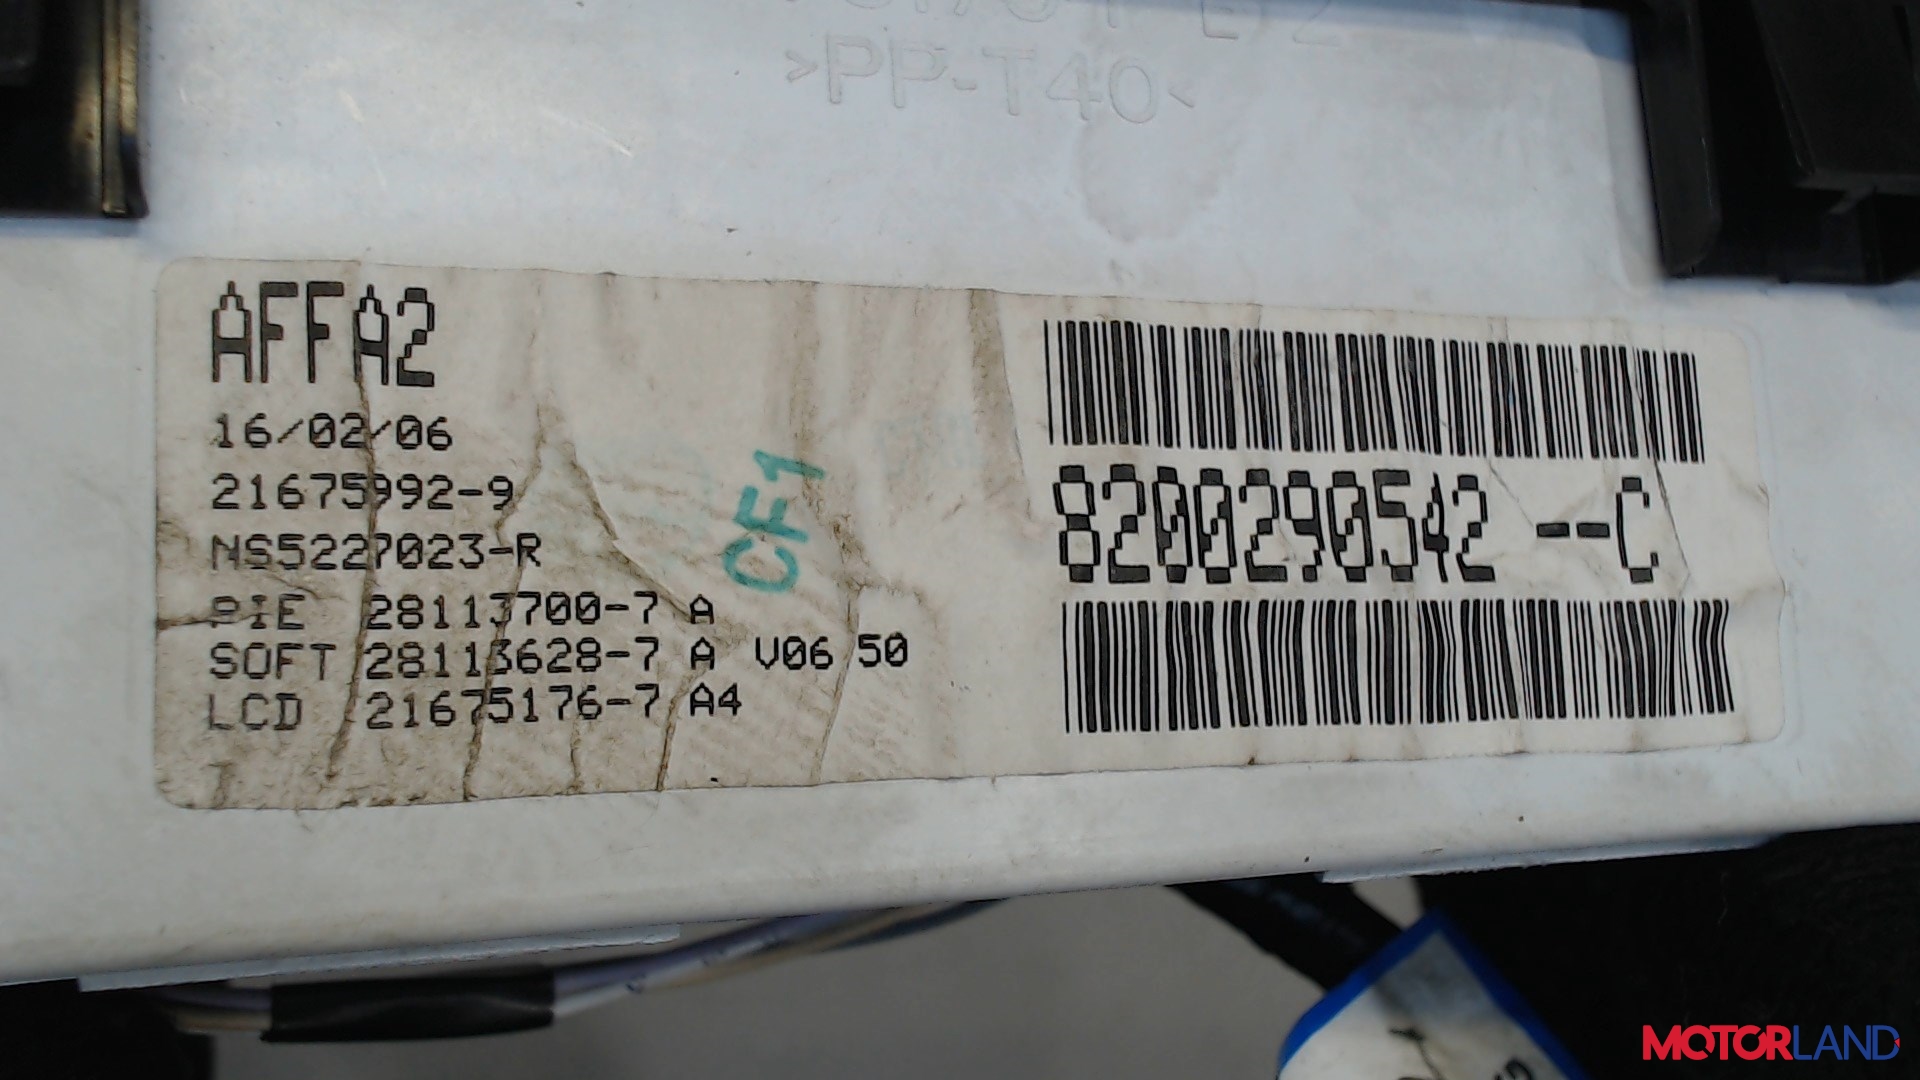 >PP-T40<
AFFA2
16/02/06
21675992-9
NS5227023-R
PIE 28113700-7 A
SOFT 28113628-7 A V06 50
LCD 21675176-7 A4
CF1
8200290542 --C
MOTORLAND